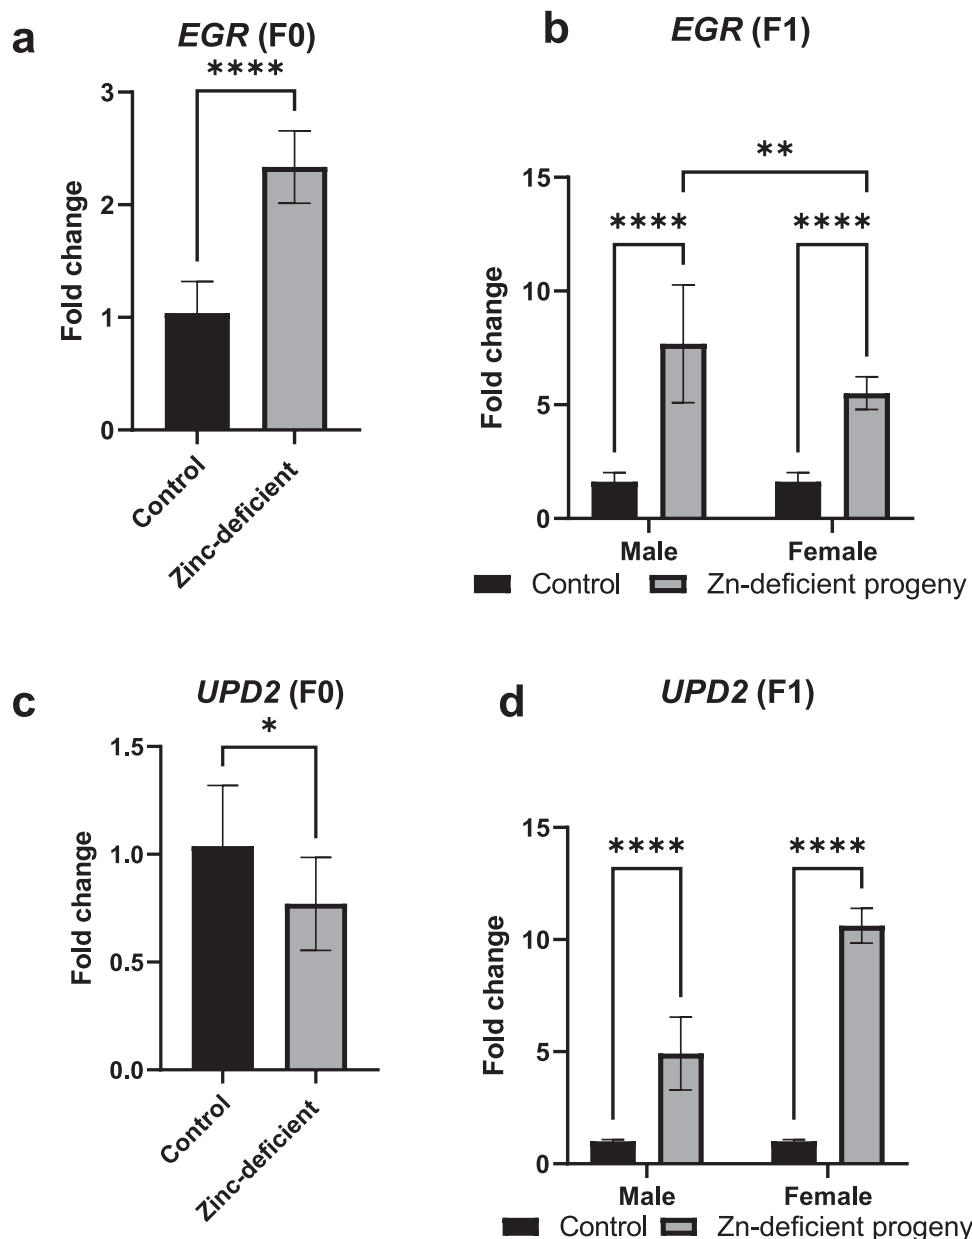 a
EGR (F0)
****
Fold change
3
2
1
0
Control
Zinc-deficient
b
EGR (F1)
**
****
****
Fold change
15
10
5
0
Male
Female
Control
Zn-deficient progeny
c
UPD2 (F0)
*
Fold change
1.5
1.0
0.5
0.0
Control
Zinc-deficient
d
UPD2 (F1)
****
****
Fold change
15
10
5
0
Male
Female
Control
Zn-deficient progeny